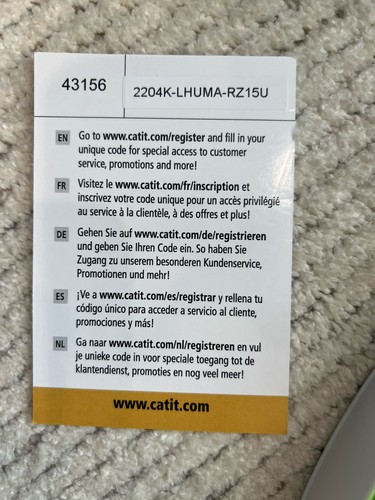 43156
2204K-LHUMA-RZ15U
EN Go to www.catit.com/register and fill in your
unique code for special access to customer
service, promotions and more!
FR Visitez le www.catit.com/fr/inscription et
inscrivez votre code unique pour un accès privilégié
au service à la clientèle, à des offres et plus!
DE Gehen Sie auf www.catit.com/de/registrieren
und geben Sie Ihren Code ein. So haben Sie
Zugang zu unserem besonderen Kundenservice,
Promotionen und mehr!
ES ¡Ve a www.catit.com/es/registrar y rellena tu
código único para acceder a servicio al cliente,
promociones y más!
NL Ga naar www.catit.com/nl/registreren en vul
je unieke code in voor speciale toegang tot de
klantendienst, promoties en nog veel meer!
www.catit.com